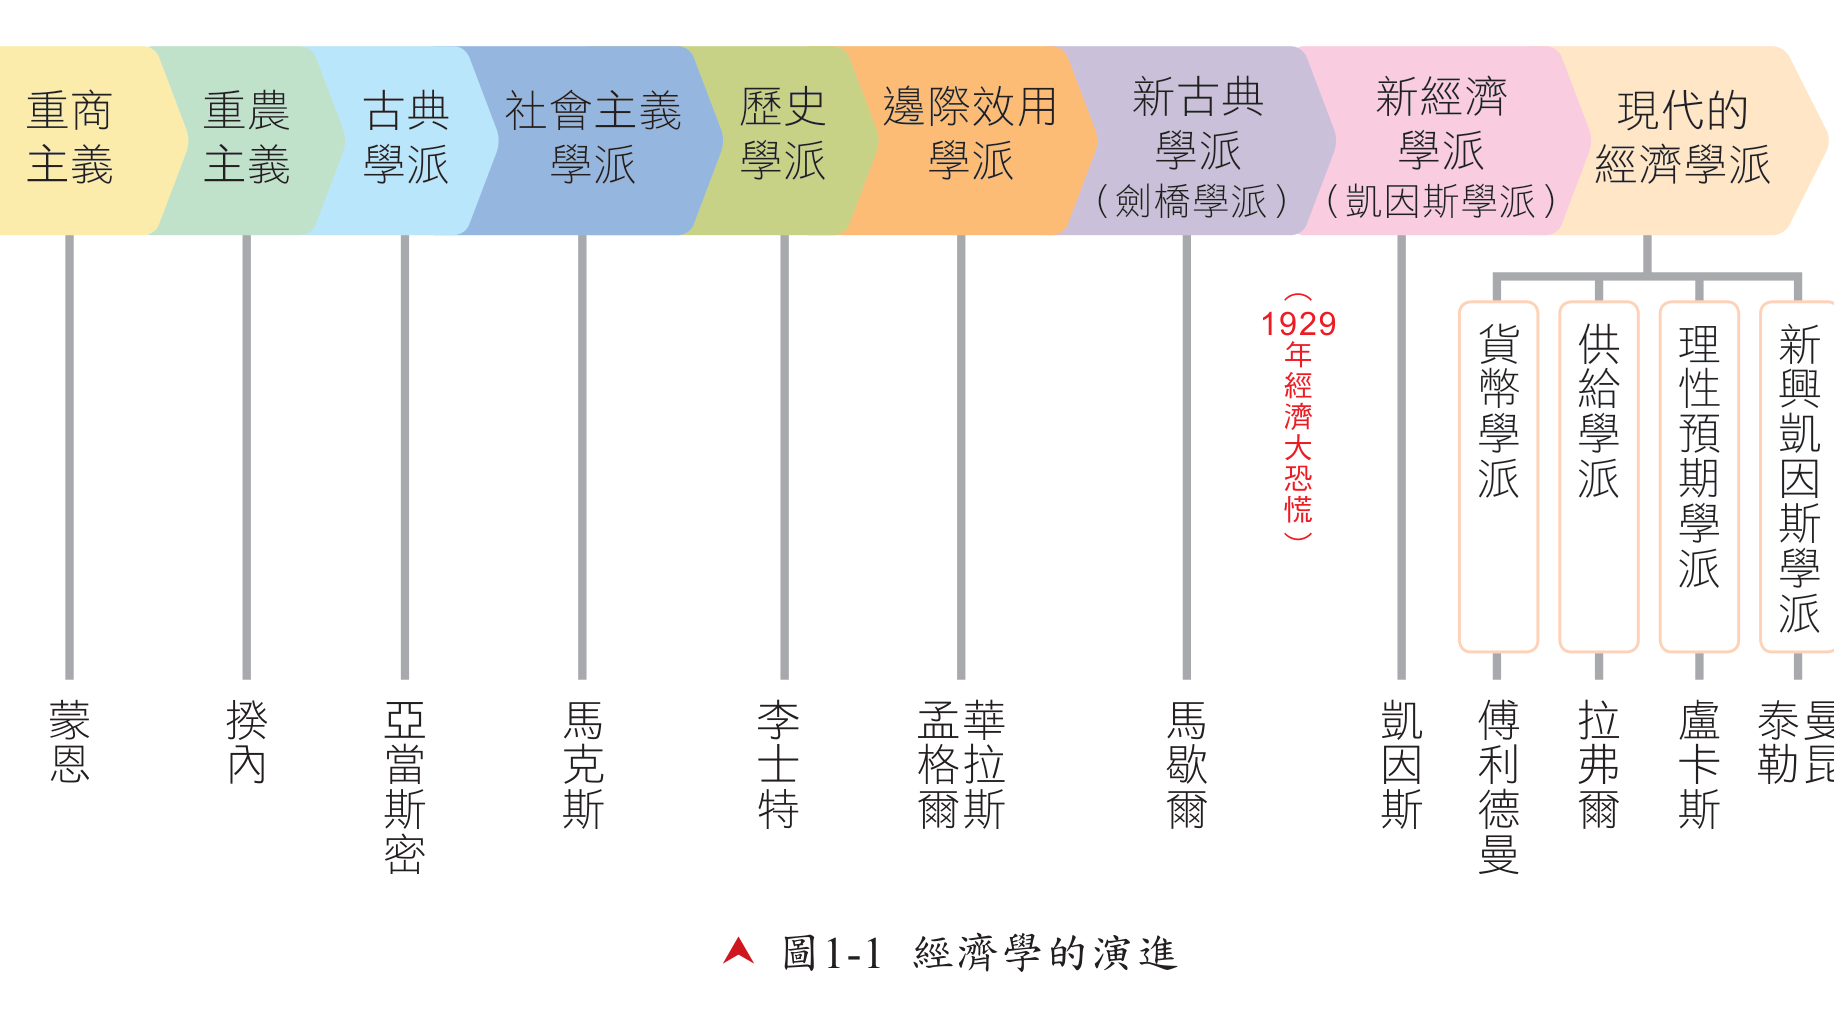 重商
主義
重農
主義
古典
學派
社會主義
學派
歷史
學派
邊際效用
學派
新古典
學派
(劍橋學派)
新經濟
學派
(凱因斯學派)
現代的
經濟學派
(1929年經濟大恐慌)
貨幣學派
供給學派
理性預期學派
新興凱因斯學派
蒙恩
揆內
亞當斯密
馬克斯
李士特
華拉斯
孟格爾
馬歇爾
凱因斯
傅利德曼
拉弗爾
盧卡斯
曼昆
泰勒
圖1-1 經濟學的演進